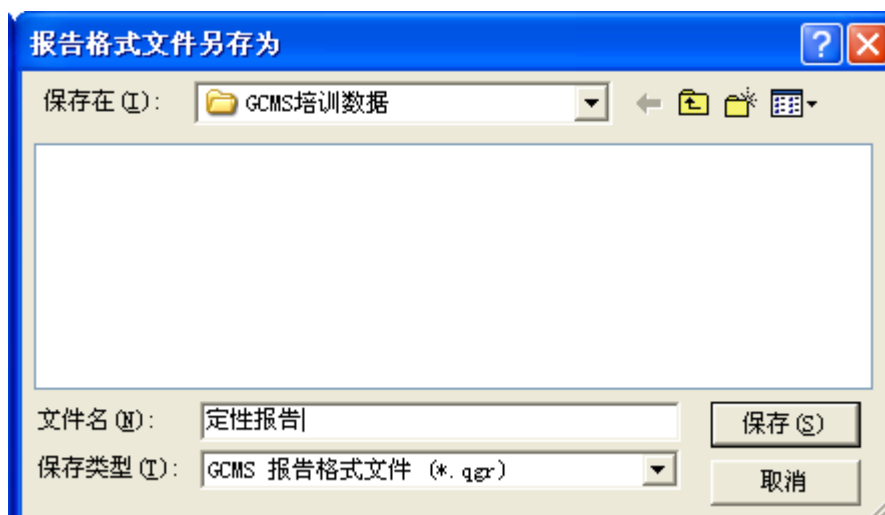 报告格式文件另存为
保存在(I): GCMS培训数据
文件名(N): 定性报告
保存(S)
保存类型(T): GCMS 报告格式文件 (*.qgr)
取消